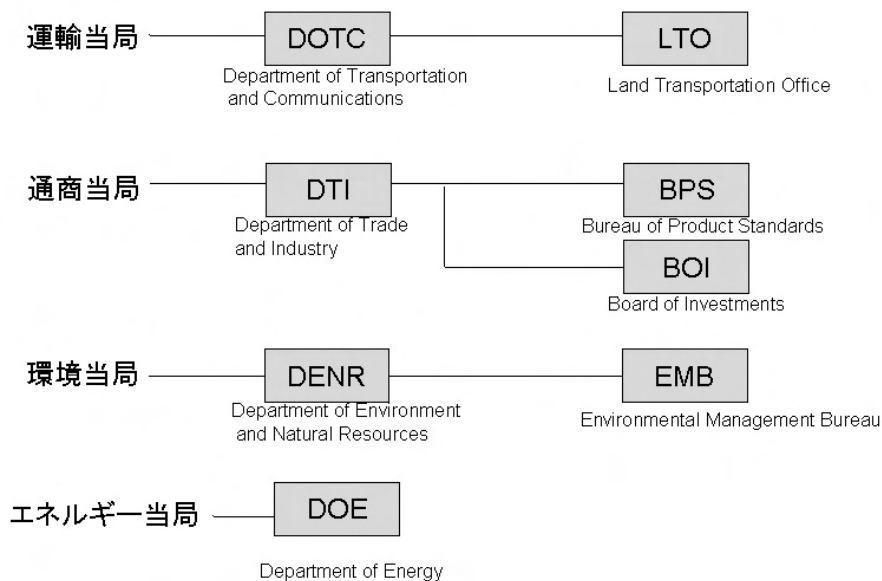 運輸当局
DOTC
LTO
Department of Transportation
and Communications
Land Transportation Office
通商当局
DTI
BPS
Department of Trade
and Industry
Bureau of Product Standards
BOI
Board of Investments
環境当局
DENR
EMB
Department of Environment
and Natural Resources
Environmental Management Bureau
エネルギー当局
DOE
Department of Energy